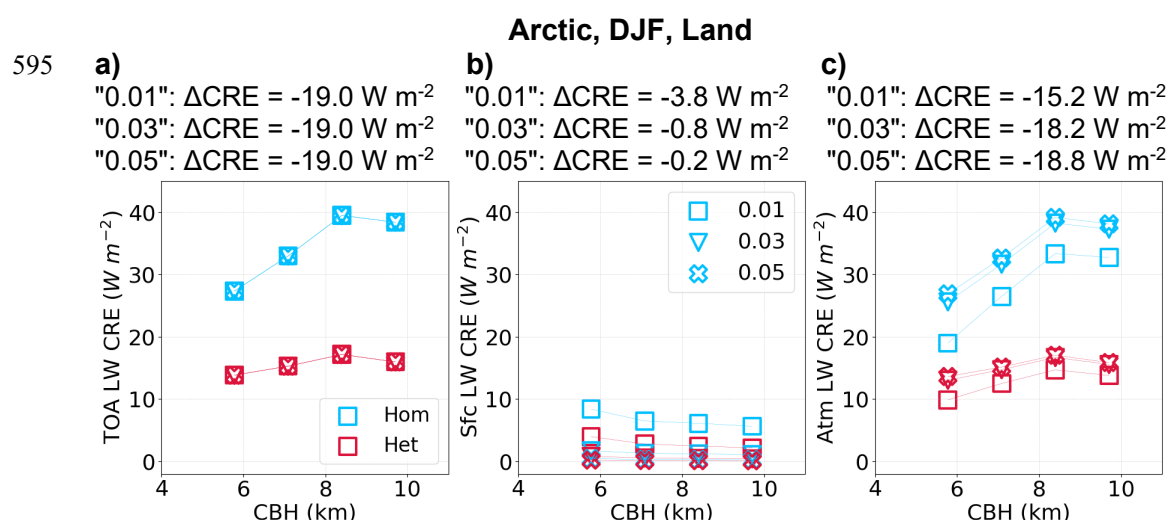 Arctic, DJF, Land
595
a)
"0.01": ΔCRE = -19.0 W m-2
"0.03": ΔCRE = -19.0 W m-2
"0.05": ΔCRE = -19.0 W m-2
TOA LW CRE (W m−2)
40
30
20
10
0
Hom
Het
4 6 8 10
CBH (km)
b)
"0.01": ΔCRE = -3.8 W m-2
"0.03": ΔCRE = -0.8 W m-2
"0.05": ΔCRE = -0.2 W m-2
Sfc LW CRE (W m−2)
40
30
20
10
0
0.01
0.03
0.05
4 6 8 10
CBH (km)
c)
"0.01": ΔCRE = -15.2 W m-2
"0.03": ΔCRE = -18.2 W m-2
"0.05": ΔCRE = -18.8 W m-2
Atm LW CRE (W m−2)
40
30
20
10
0
4 6 8 10
CBH (km)